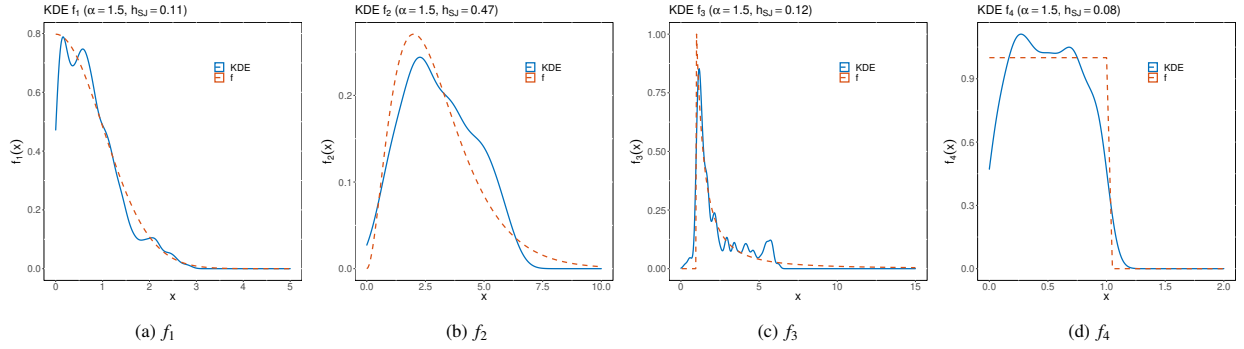 KDE f₁ (α = 1.5, h_SJ = 0.11)
0.8
0.6
0.4
0.2
0.0
f₁(x)
KDE
f
0 1 2 3 4 5
x
(a) f₁
KDE f₂ (α = 1.5, h_SJ = 0.47)
0.2
0.1
0.0
f₂(x)
KDE
f
0.0 2.5 5.0 7.5 10.0
x
(b) f₂
KDE f₃ (α = 1.5, h_SJ = 0.12)
1.00
0.75
0.50
0.25
0.00
f₃(x)
KDE
f
0 5 10 15
x
(c) f₃
KDE f₄ (α = 1.5, h_SJ = 0.08)
0.9
0.6
0.3
0.0
f₄(x)
KDE
f
0.0 0.5 1.0 1.5 2.0
x
(d) f₄